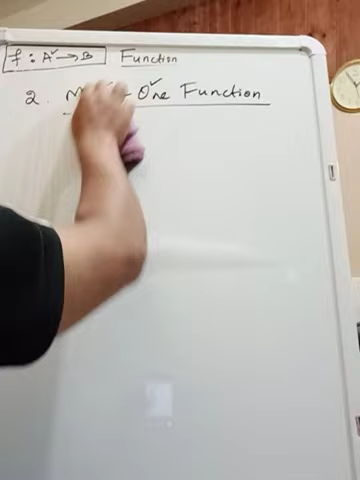 f : A → B Function
2. One Function